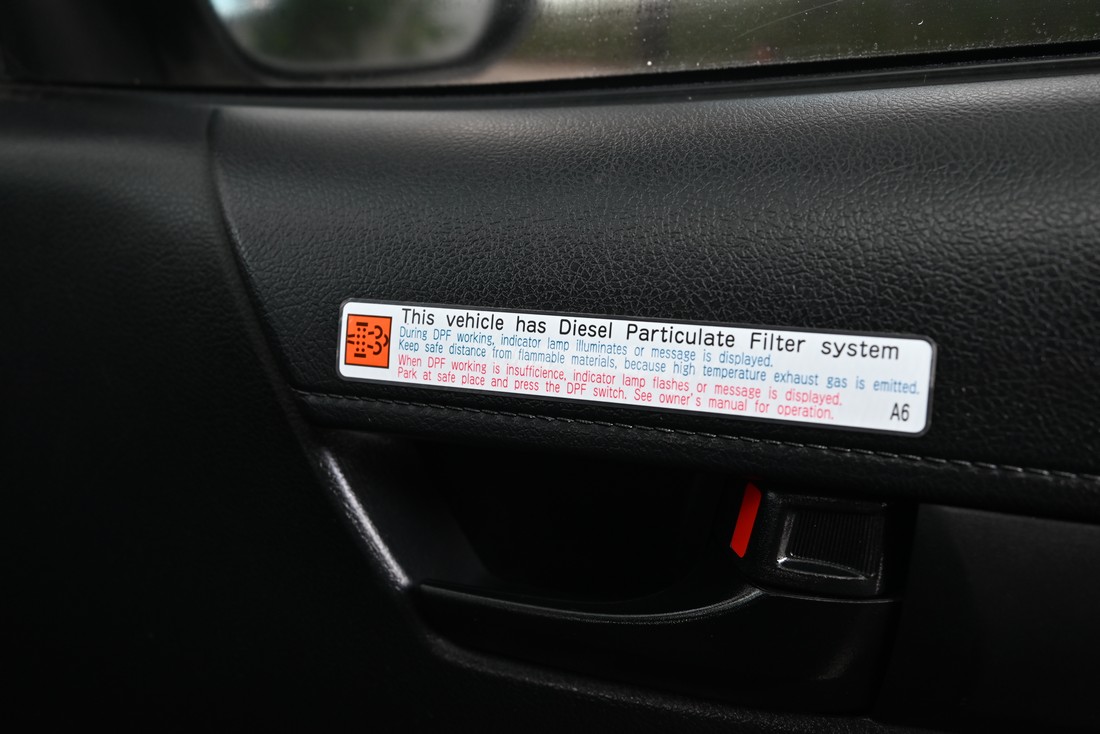 This vehicle has Diesel Particulate Filter system
During DPF working, indicator lamp illuminates or message is displayed.
Keep safe distance from flammable materials, because high temperature exhaust gas is emitted.
When DPF working is insufficience, indicator lamp flashes or message is displayed.
Park at safe place and press the DPF switch. See owner's manual for operation.
A6